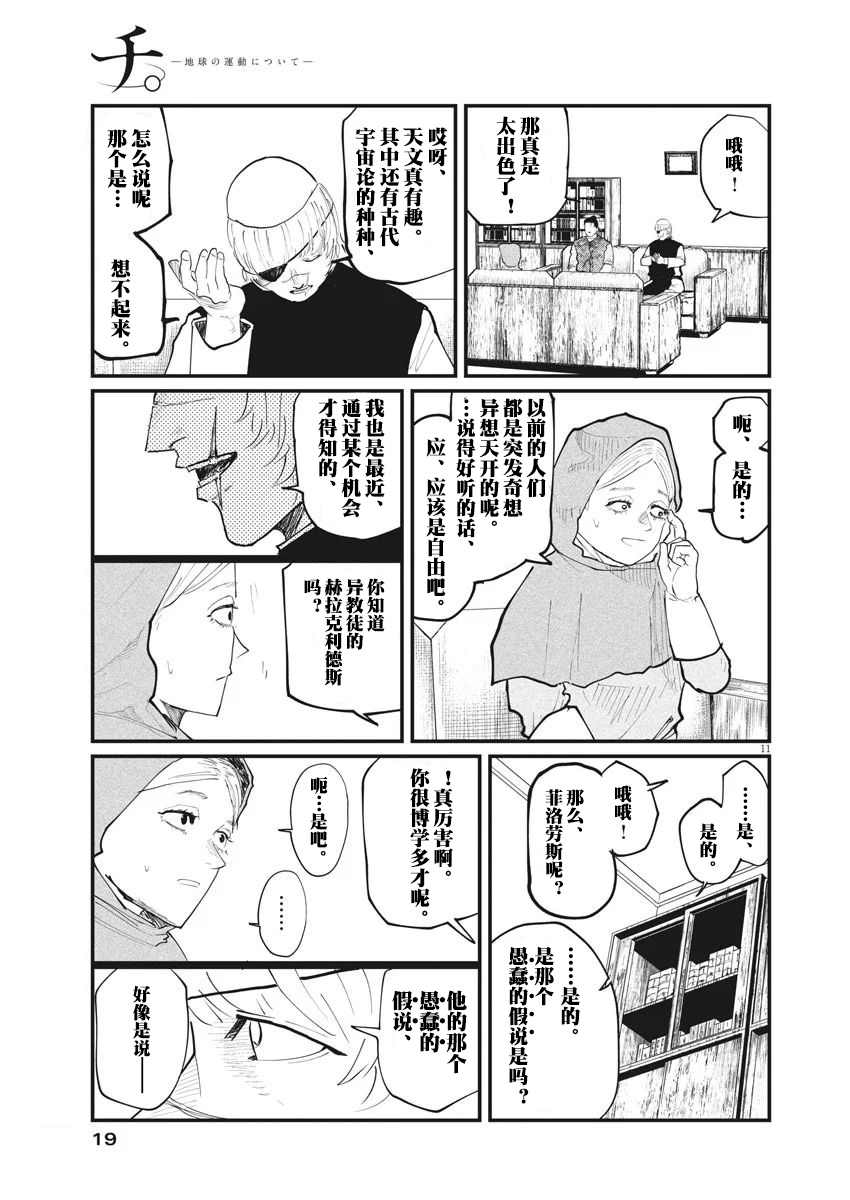 チ。
—地球の運動について—
哦哦！
那真是
太出色了！
哎呀、
天文真有趣。
其中还有古代
宇宙论的种种、
怎么说呢
那个是…
想不起来。
呃、是的…
以前的人们
都是突发奇想
异想天开的呢。
…说得好听的话、
应、应该是自由吧。
我也是最近、
通过某个机会
才得知的、
你知道
异教徒的
赫拉克利德斯
吗？
11
……是、
是的。
哦哦！
那么、
菲洛劳斯呢？
……是的。
是那个
愚蠢的假说是吗？
！真厉害啊。
你很博学多才呢。
呃…是吧。
……
他的那个
愚蠢的
假说、
好像是说——
19